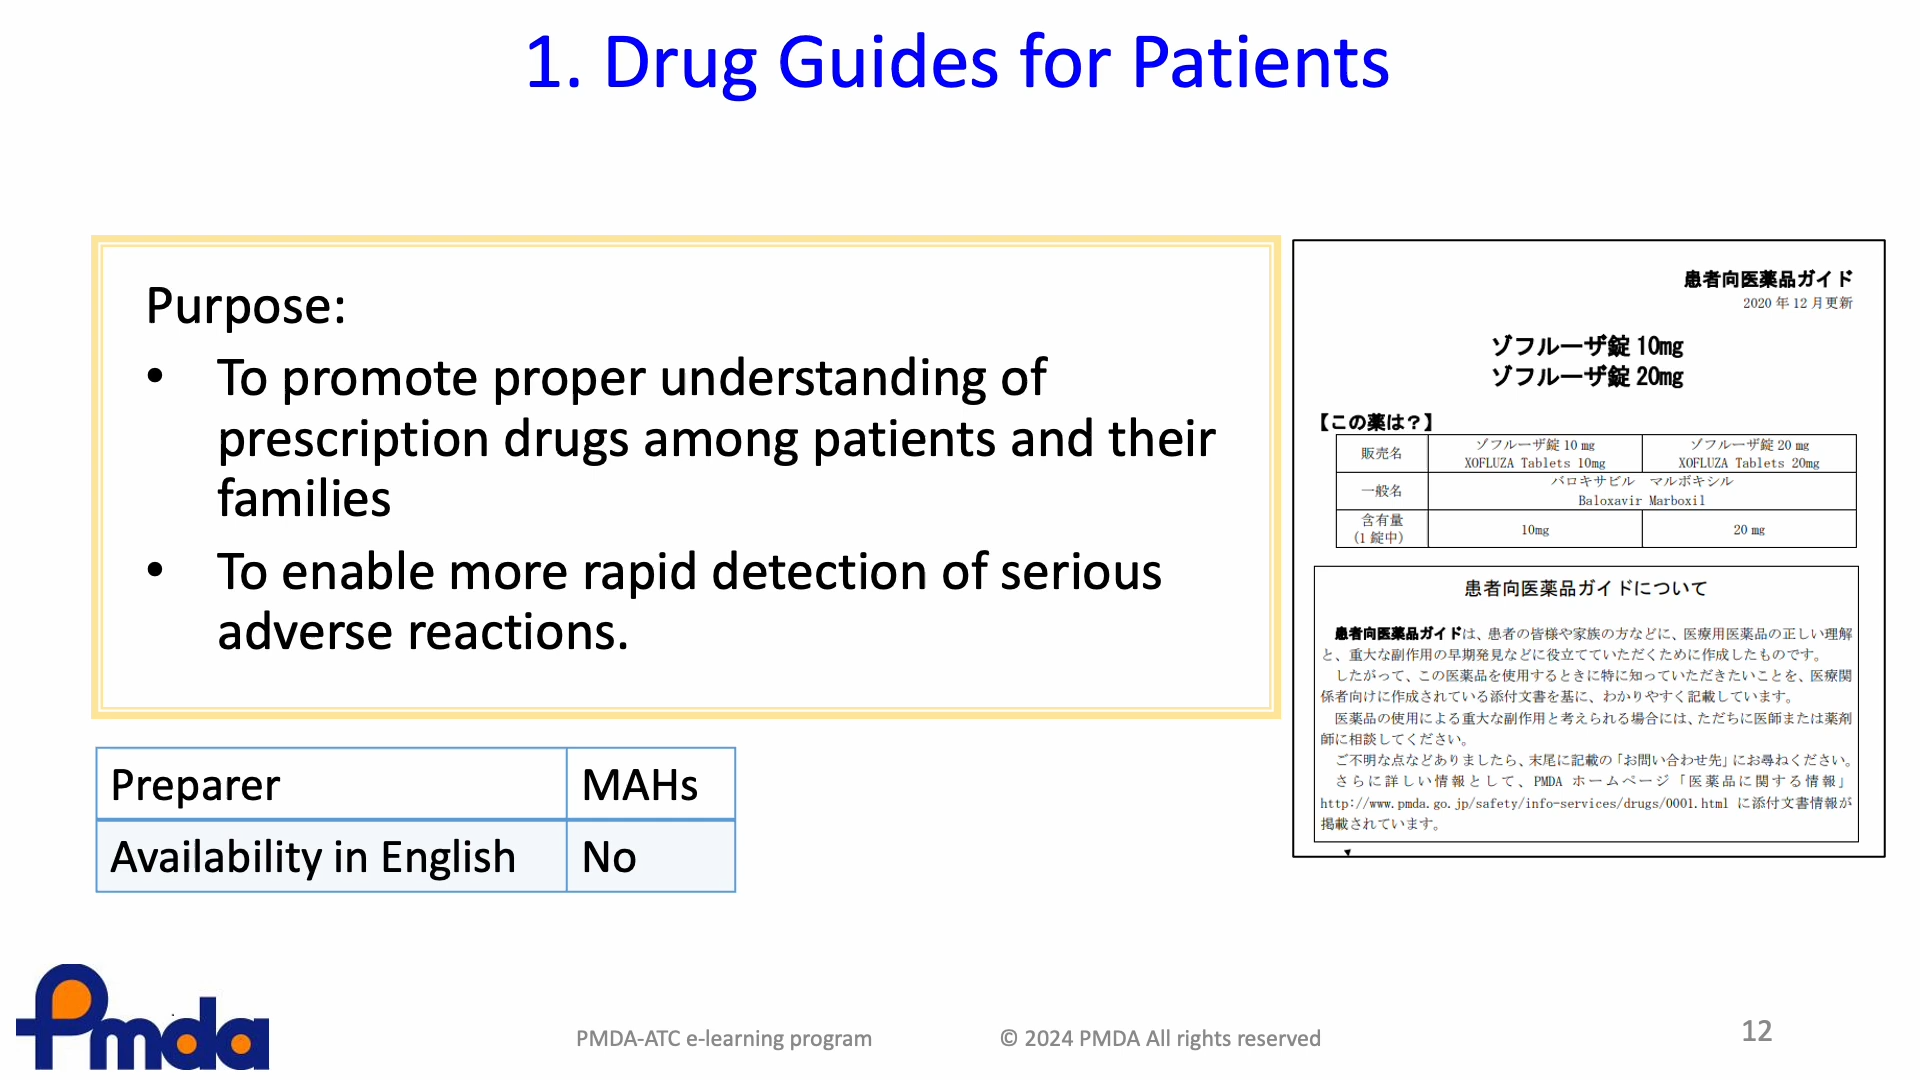 1. Drug Guides for Patients
Purpose:
• To promote proper understanding of
prescription drugs among patients and their
families
• To enable more rapid detection of serious
adverse reactions.
Preparer MAHs
Availability in English No
患者向医薬品ガイド
2020 年 12 月更新
ゾフルーザ錠 10mg
ゾフルーザ錠 20mg
【この薬は？】
販売名 ゾフルーザ錠 10 mg XOFLUZA Tablets 10mg ゾフルーザ錠 20 mg XOFLUZA Tablets 20mg
一般名 バロキサビル マルボキシル Baloxavir Marboxil
含有量 (1 錠中) 10mg 20 mg
患者向医薬品ガイドについて
患者向医薬品ガイドは、患者の皆様や家族の方などに、医療用医薬品の正しい理解
と、重大な副作用の早期発見などに役立てていただくために作成したものです。
したがって、この医薬品を使用するときに特に知っていただきたいことを、医療関
係者向けに作成されている添付文書を基に、わかりやすく記載しています。
医薬品の使用による重大な副作用と考えられる場合には、ただちに医師または薬剤
師に相談してください。
ご不明な点などありましたら、末尾に記載の「お問い合わせ先」にお尋ねください。
さらに詳しい情報として、PMDA ホームページ「医薬品に関する情報」
http://www.pmda.go.jp/safety/info-services/drugs/0001.html に添付文書情報が
掲載されています。
Pmda
PMDA-ATC e-learning program
© 2024 PMDA All rights reserved
12